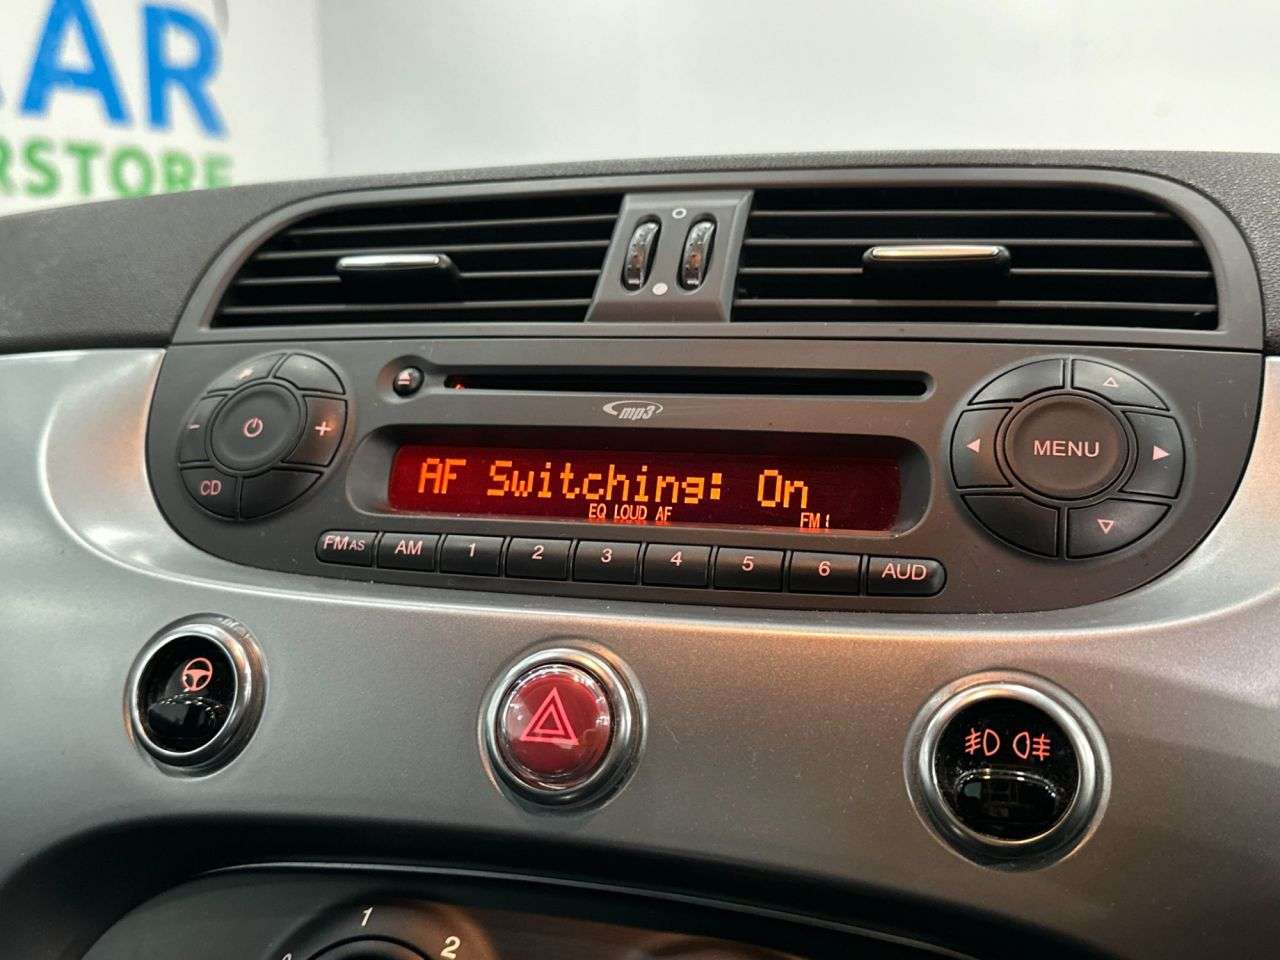 AR
RSTORE
mp3
CD
AF Switching: On
EQ LOUD AF
FM1
MENU
FM AS
AM
1
2
3
4
5
6
AUD
1
2